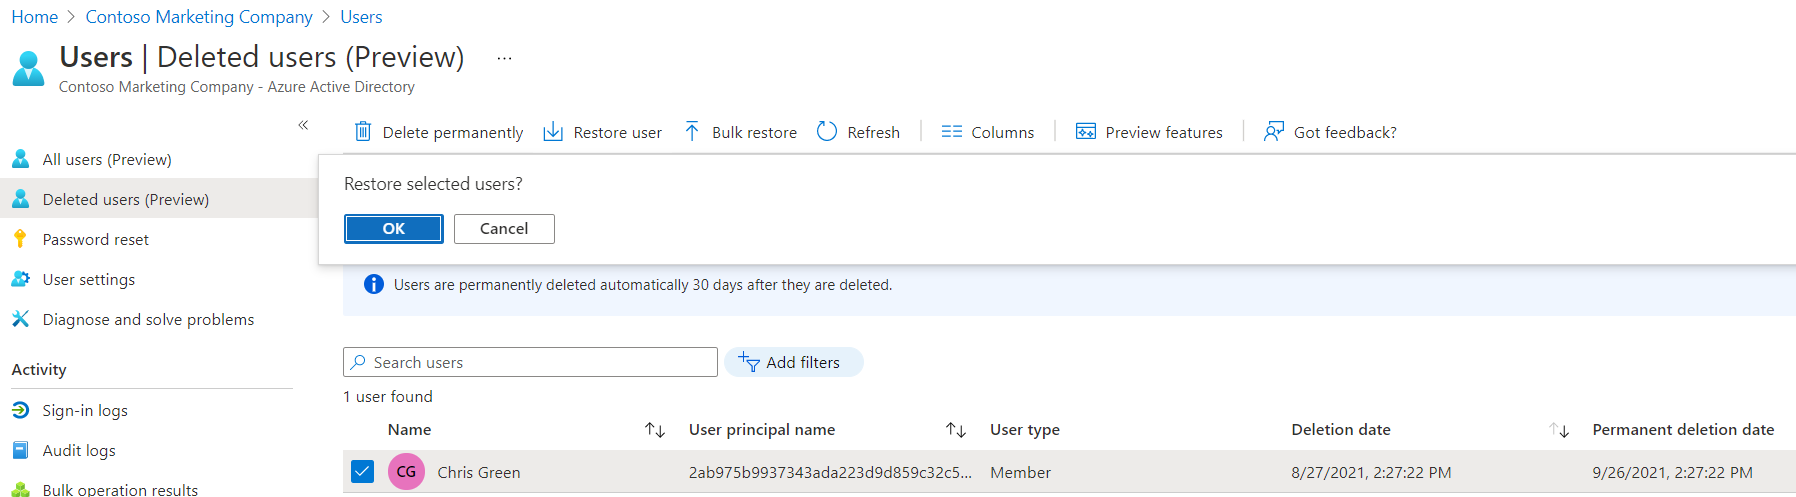 Home > Contoso Marketing Company > Users
Users | Deleted users (Preview) ...
Contoso Marketing Company - Azure Active Directory
«
All users (Preview)
Deleted users (Preview)
Password reset
User settings
Diagnose and solve problems
Activity
Sign-in logs
Audit logs
Bulk operation results
Delete permanently Restore user Bulk restore Refresh Columns Preview features Got feedback?
Restore selected users?
OK Cancel
Users are permanently deleted automatically 30 days after they are deleted.
Search users Add filters
1 user found
Name User principal name User type Deletion date Permanent deletion date
CG Chris Green 2ab975b9937343ada223d9d859c32c5... Member 8/27/2021, 2:27:22 PM 9/26/2021, 2:27:22 PM